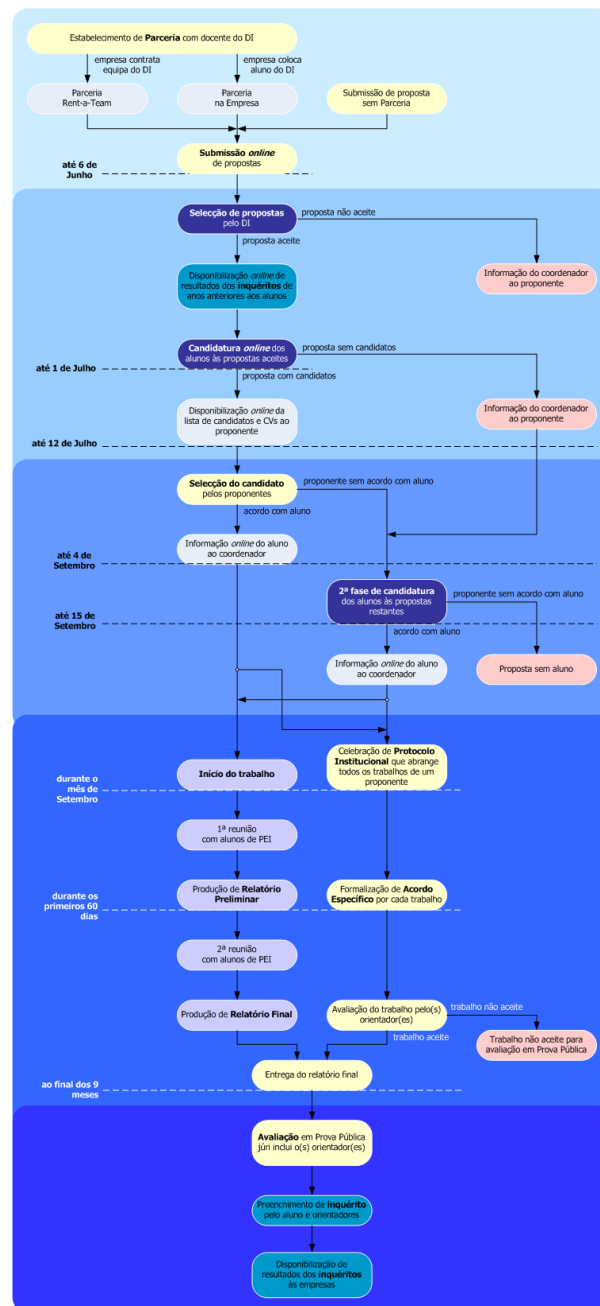 Estabelecimento de Parceria com docente do DI
empresa contrata
equipa do DI
empresa coloca
aluno do DI
Parceria
Rent-a-Team
Parceria
na Empresa
Submissão de proposta
sem Parceria
Submissão online
de propostas
até 6 de
Junho
Selecção de propostas
pelo DI
proposta não aceite
proposta aceite
Disponibilização online de
resultados dos inquéritos de
anos anteriores aos alunos
Informação do coordenador
ao proponente
Candidatura online dos
alunos às propostas aceites
proposta sem candidatos
até 1 de Julho
proposta com candidatos
Disponibilização online da
lista de candidatos e CVs ao
proponente
Informação do coordenador
ao proponente
até 12 de Julho
Selecção do candidato
pelos proponentes
proponente sem acordo com aluno
acordo com aluno
Informação online do aluno
ao coordenador
até 4 de
Setembro
2ª fase de candidatura
dos alunos às propostas
restantes
proponente sem acordo com aluno
até 15 de
Setembro
acordo com aluno
Informação online do aluno
ao coordenador
Proposta sem aluno
Início do trabalho
Celebração de Protocolo
Institucional que abrange
todos os trabalhos de um
proponente
durante o
mês de
Setembro
1ª reunião
com alunos de PEI
Produção de Relatório
Preliminar
Formalização de Acordo
Específico por cada trabalho
durante os
primeiros 60
dias
2ª reunião
com alunos de PEI
Produção de Relatório Final
Avaliação do trabalho pelo(s)
orientador(es)
trabalho não aceite
trabalho aceite
Trabalho não aceite para
avaliação em Prova Pública
Entrega do relatório final
ao final dos 9
meses
Avaliação em Prova Pública
júri inclui o(s) orientador(es)
Preenchimento de inquérito
pelo aluno e orientadores
Disponibilização de
resultados dos inquéritos
às empresas